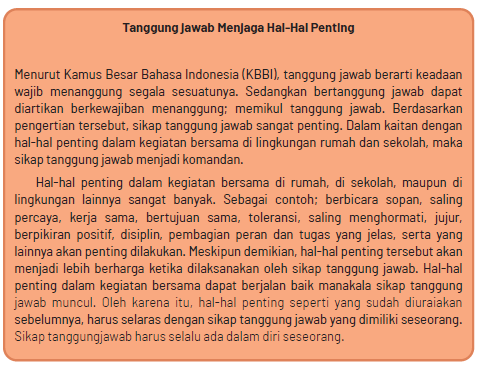 Tanggung jawab Menjaga Hal-Hal Penting
Menurut Kamus Besar Bahasa Indonesia (KBBI), tanggung jawab berarti keadaan
wajib menanggung segala sesuatunya. Sedangkan bertanggung jawab dapat
diartikan berkewajiban menanggung; memikul tanggung jawab. Berdasarkan
pengertian tersebut, sikap tanggung jawab sangat penting. Dalam kaitan dengan
hal-hal penting dalam kegiatan bersama di lingkungan rumah dan sekolah, maka
sikap tanggung jawab menjadi komandan.
Hal-hal penting dalam kegiatan bersama di rumah, di sekolah, maupun di
lingkungan lainnya sangat banyak. Sebagai contoh; berbicara sopan, saling
percaya, kerja sama, bertujuan sama, toleransi, saling menghormati, jujur,
berpikiran positif, disiplin, pembagian peran dan tugas yang jelas, serta yang
lainnya akan penting dilakukan. Meskipun demikian, hal-hal penting tersebut akan
menjadi lebih berharga ketika dilaksanakan oleh sikap tanggung jawab. Hal-hal
penting dalam kegiatan bersama dapat berjalan baik manakala sikap tanggung
jawab muncul. Oleh karena itu, hal-hal penting seperti yang sudah diuraiakan
sebelumnya, harus selaras dengan sikap tanggung jawab yang dimiliki seseorang.
Sikap tanggungjawab harus selalu ada dalam diri seseorang.